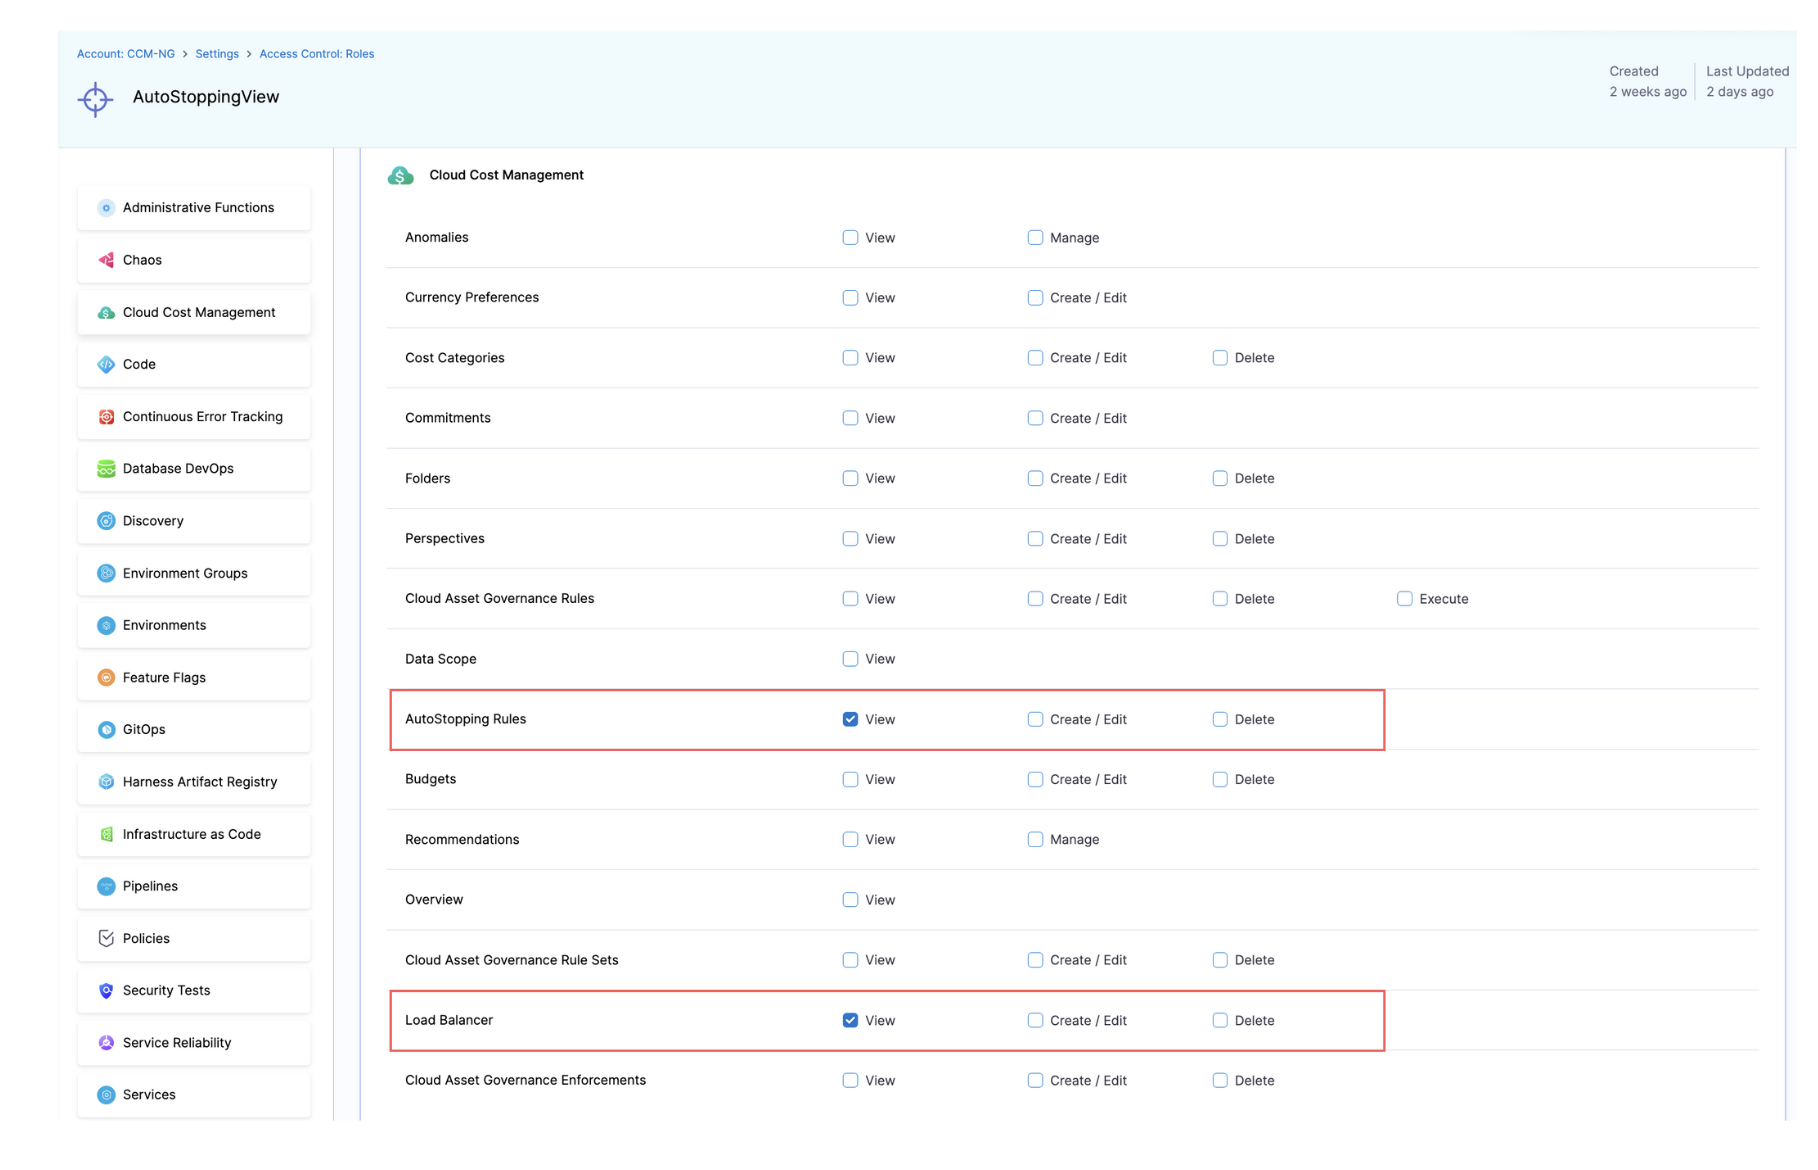 Account: CCM-NG > Settings > Access Control: Roles
AutoStoppingView
Created
2 weeks ago
Last Updated
2 days ago
Administrative Functions
Chaos
Cloud Cost Management
Code
Continuous Error Tracking
Database DevOps
Discovery
Environment Groups
Environments
Feature Flags
GitOps
Harness Artifact Registry
Infrastructure as Code
Pipelines
Policies
Security Tests
Service Reliability
Services
Cloud Cost Management
Anomalies View Manage
Currency Preferences View Create / Edit
Cost Categories View Create / Edit Delete
Commitments View Create / Edit
Folders View Create / Edit Delete
Perspectives View Create / Edit Delete
Cloud Asset Governance Rules View Create / Edit Delete Execute
Data Scope View
AutoStopping Rules View Create / Edit Delete
Budgets View Create / Edit Delete
Recommendations View Manage
Overview View
Cloud Asset Governance Rule Sets View Create / Edit Delete
Load Balancer View Create / Edit Delete
Cloud Asset Governance Enforcements View Create / Edit Delete